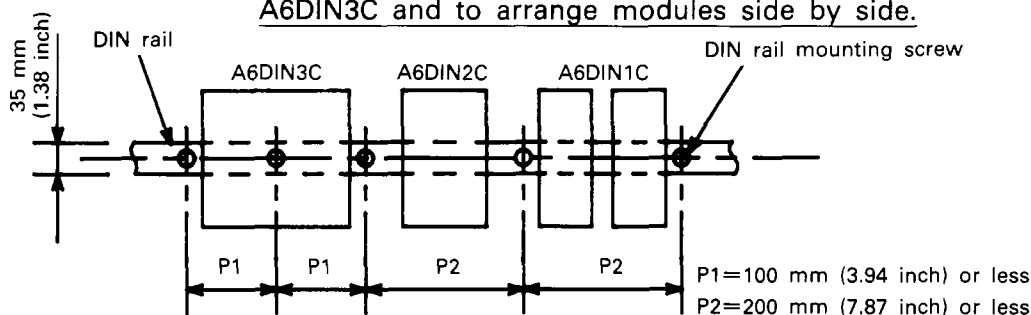 A6DIN3C and to arrange modules side by side.
DIN rail
DIN rail mounting screw
35 mm
(1.38 inch)
A6DIN3C
A6DIN2C
A6DIN1C
P1
P1
P2
P2
P1=100 mm (3.94 inch) or less
P2=200 mm (7.87 inch) or less